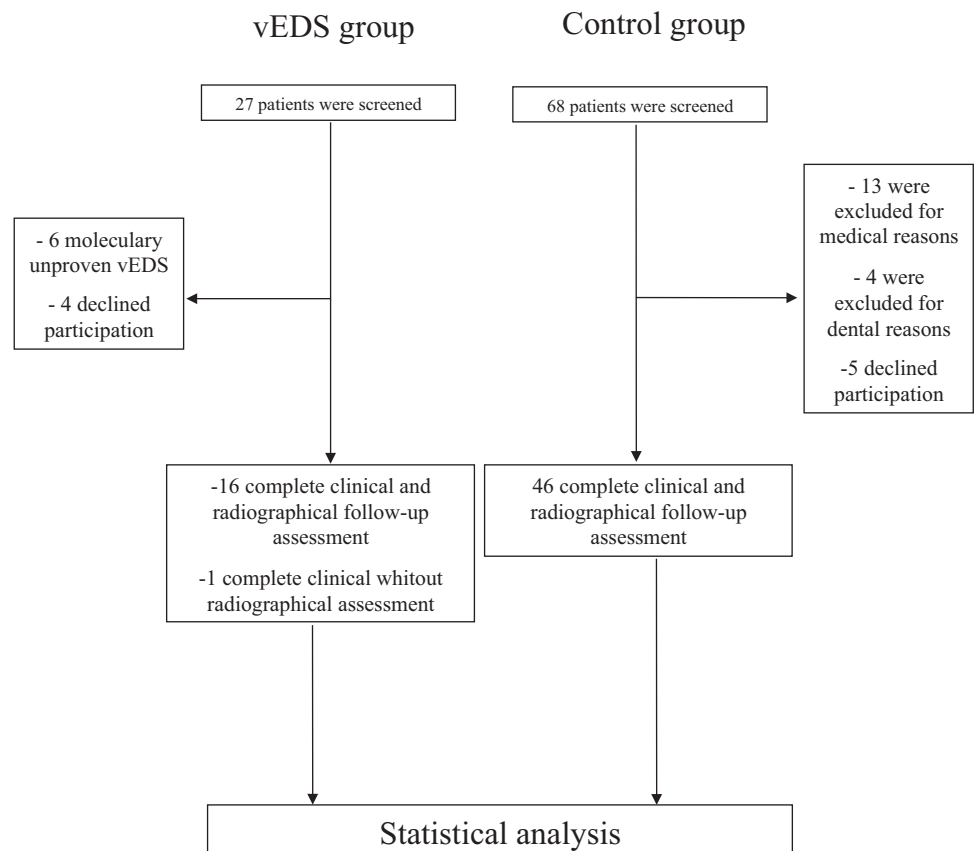 vEDS group
Control group
27 patients were screened
68 patients were screened
- 6 moleculary
unproven vEDS
- 4 declined
participation
- 13 were
excluded for
medical reasons
- 4 were
excluded for
dental reasons
-5 declined
participation
-16 complete clinical and
radiographical follow-up
assessment
-1 complete clinical whitout
radiographical assessment
46 complete clinical and
radiographical follow-up
assessment
Statistical analysis